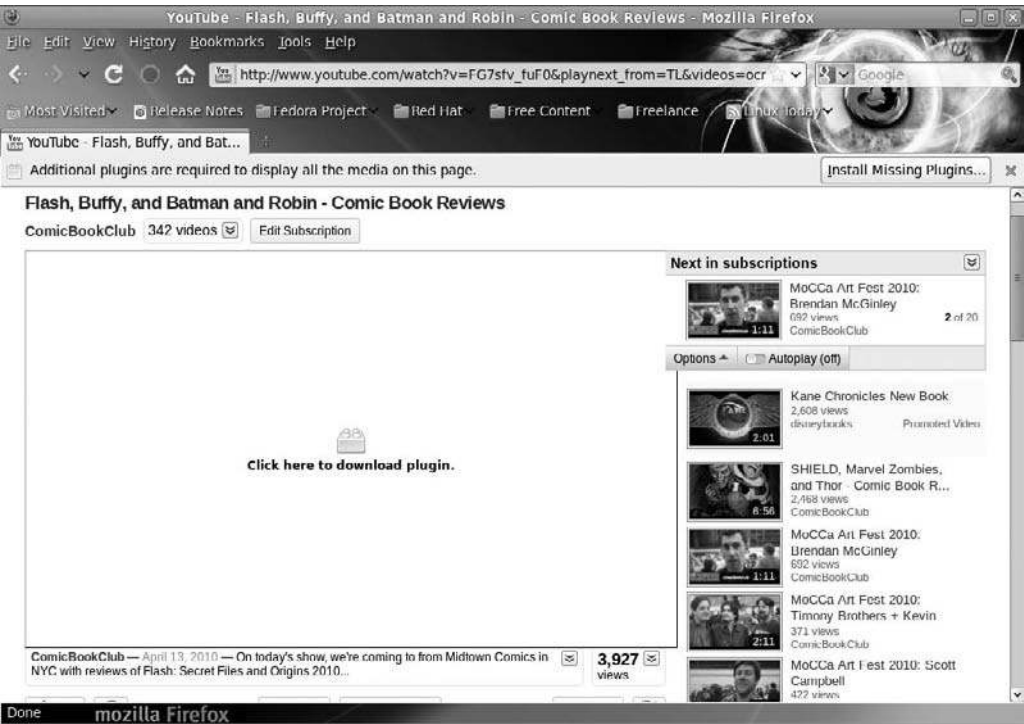 YouTube - Flash, Buffy, and Batman and Robin - Comic Book Reviews - Mozilla Firefox
File Edit View History Bookmarks Tools Help
You Tube http://www.youtube.com/watch?v=FG7sfv_fuF0&playnext_from=TL&videos=ocr Google
Most Visited Release Notes Fedora Project Red Hat Free Content Freelance Linux Today
You Tube YouTube - Flash, Buffy, and Bat...
Additional plugins are required to display all the media on this page. Install Missing Plugins...
Flash, Buffy, and Batman and Robin - Comic Book Reviews
ComicBookClub 342 videos Edit Subscription
Click here to download plugin.
ComicBookClub — April 13, 2010 — On today's show, we're coming to from Midtown Comics in
NYC with reviews of Flash: Secret Files and Origins 2010...
3,927
views
Next in subscriptions
MoCCa Art Fest 2010:
Brendan McGinley
692 views 2 of 20
ComicBookClub
1:11
Options Autoplay (off)
Kane Chronicles New Book
2,608 views
disneybooks Promoted Video
2:01
SHIELD, Marvel Zombies,
and Thor - Comic Book R...
2,468 views
ComicBookClub
6:56
MoCCa Art Fest 2010:
Brendan McGinley
692 views
ComicBookClub
1:11
MoCCa Art Fest 2010:
Timony Brothers + Kevin
371 views
ComicBookClub
2:11
MoCCa Art Fest 2010: Scott
Campbell
422 views
Done mozilla Firefox